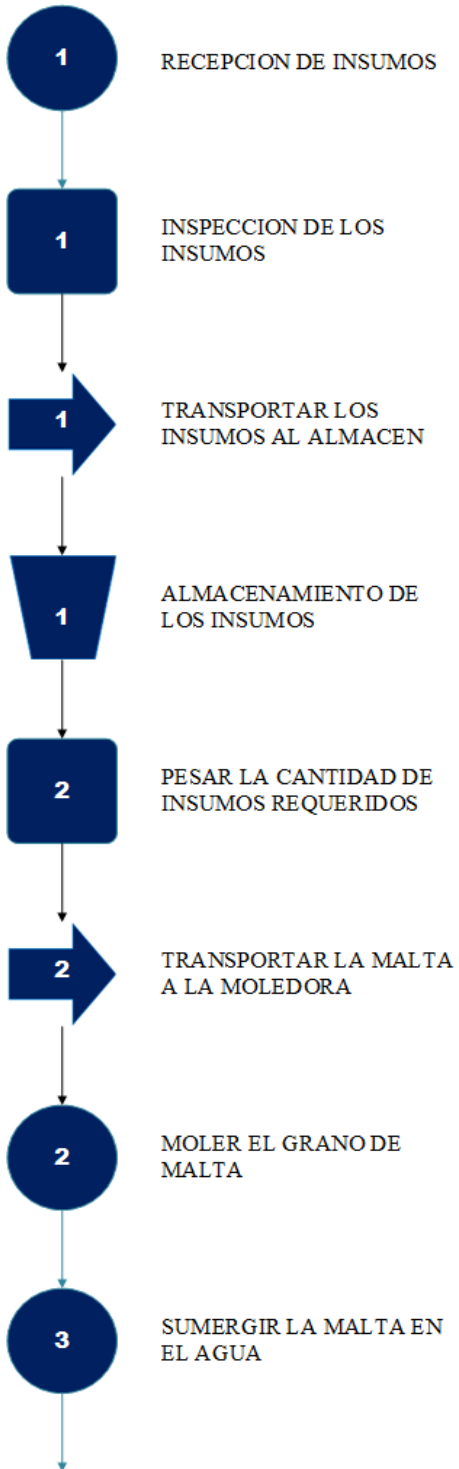 1
RECEPCION DE INSUMOS
1
INSPECCION DE LOS
INSUMOS
1
TRANSPORTAR LOS
INSUMOS AL ALMACEN
1
ALMACENAMIENTO DE
LOS INSUMOS
2
PESAR LA CANTIDAD DE
INSUMOS REQUERIDOS
2
TRANSPORTAR LA MALTA
A LA MOLEDORA
2
MOLER EL GRANO DE
MALTA
3
SUMERGIR LA MALTA EN
EL AGUA